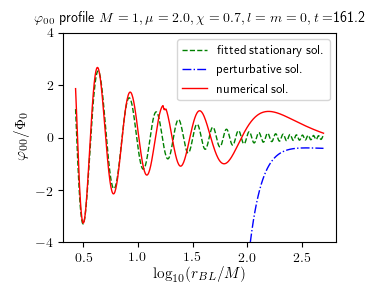 φ₀₀ profile M = 1, μ = 2.0, χ = 0.7, l = m = 0, t =161.2
fitted stationary sol.
perturbative sol.
numerical sol.
φ₀₀/Φ₀
4
2
0
−2
−4
0.5 1.0 1.5 2.0 2.5
log₁₀(r_BL/M)